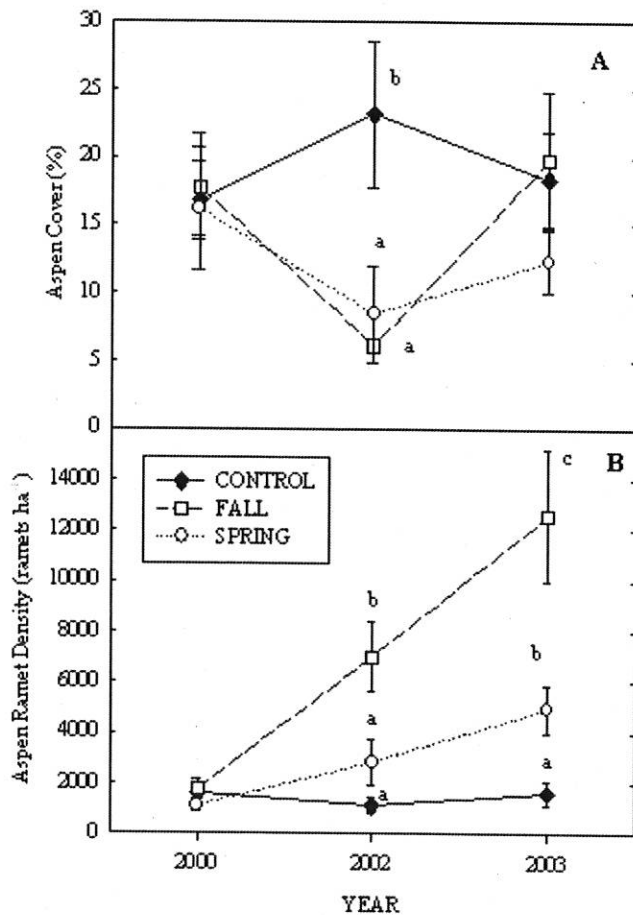 30
25
20
15
10
5
0
Aspen Cover (%)
A
b
a
a
14000
12000
10000
8000
6000
4000
2000
0
Aspen Ramet Density (ramets ha⁻¹)
B
CONTROL
FALL
SPRING
c
b
b
a
a
a
2000
2002
2003
YEAR